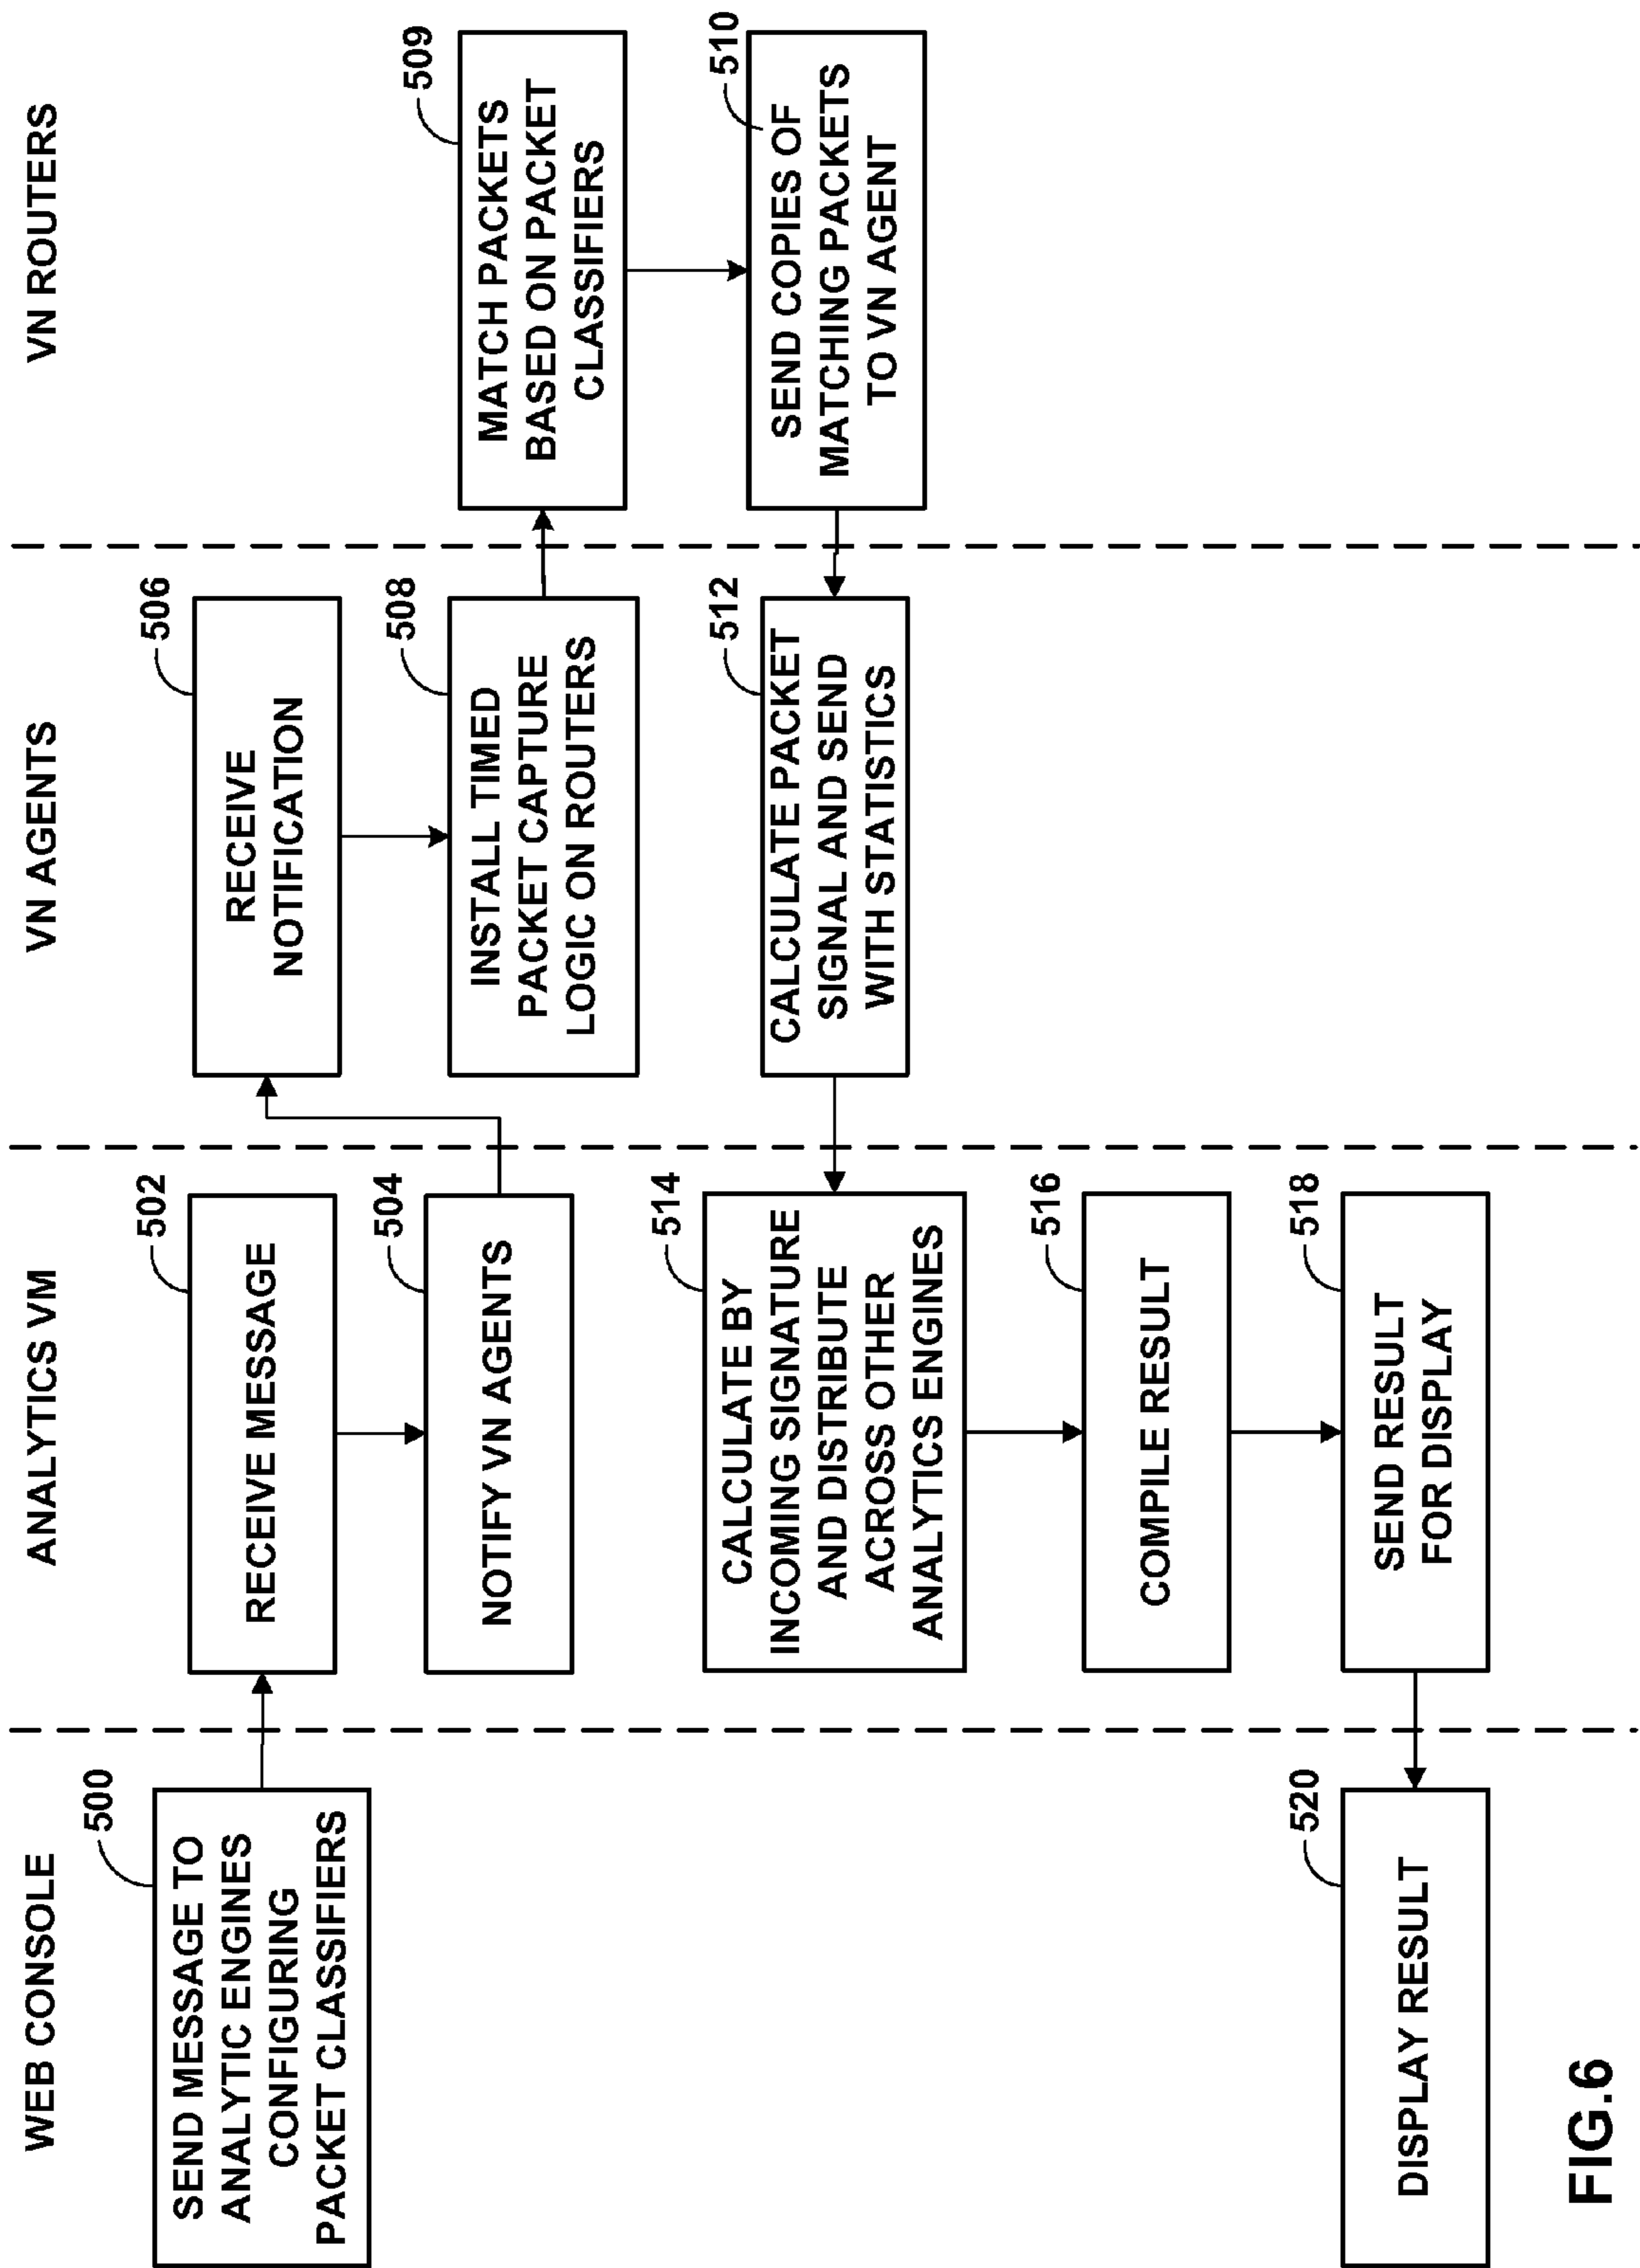 WEB CONSOLE
ANALYTICS VM
VN AGENTS
VN ROUTERS
500
SEND MESSAGE TO
ANALYTIC ENGINES
CONFIGURING
PACKET CLASSIFIERS
502
RECEIVE MESSAGE
504
NOTIFY VN AGENTS
506
RECEIVE
NOTIFICATION
508
INSTALL TIMED
PACKET CAPTURE
LOGIC ON ROUTERS
509
MATCH PACKETS
BASED ON PACKET
CLASSIFIERS
510
SEND COPIES OF
MATCHING PACKETS
TO VN AGENT
512
CALCULATE PACKET
SIGNAL AND SEND
WITH STATISTICS
514
CALCULATE BY
INCOMING SIGNATURE
AND DISTRIBUTE
ACROSS OTHER
ANALYTICS ENGINES
516
COMPILE RESULT
518
SEND RESULT
FOR DISPLAY
520
DISPLAY RESULT
FIG.6